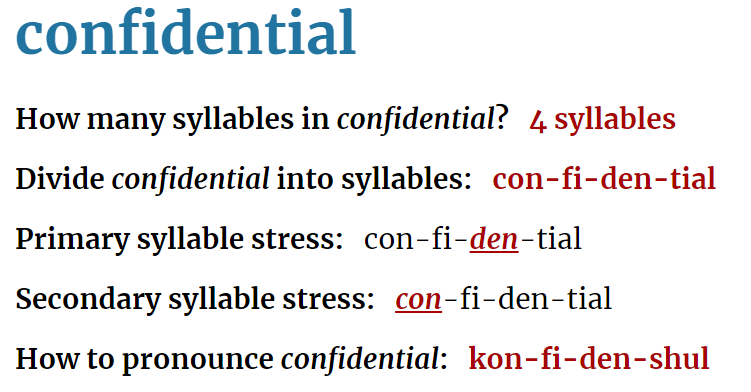 confidential
How many syllables in confidential? 4 syllables
Divide confidential into syllables: con-fi-den-tial
Primary syllable stress: con-fi-den-tial
Secondary syllable stress: con-fi-den-tial
How to pronounce confidential: kon-fi-den-shul